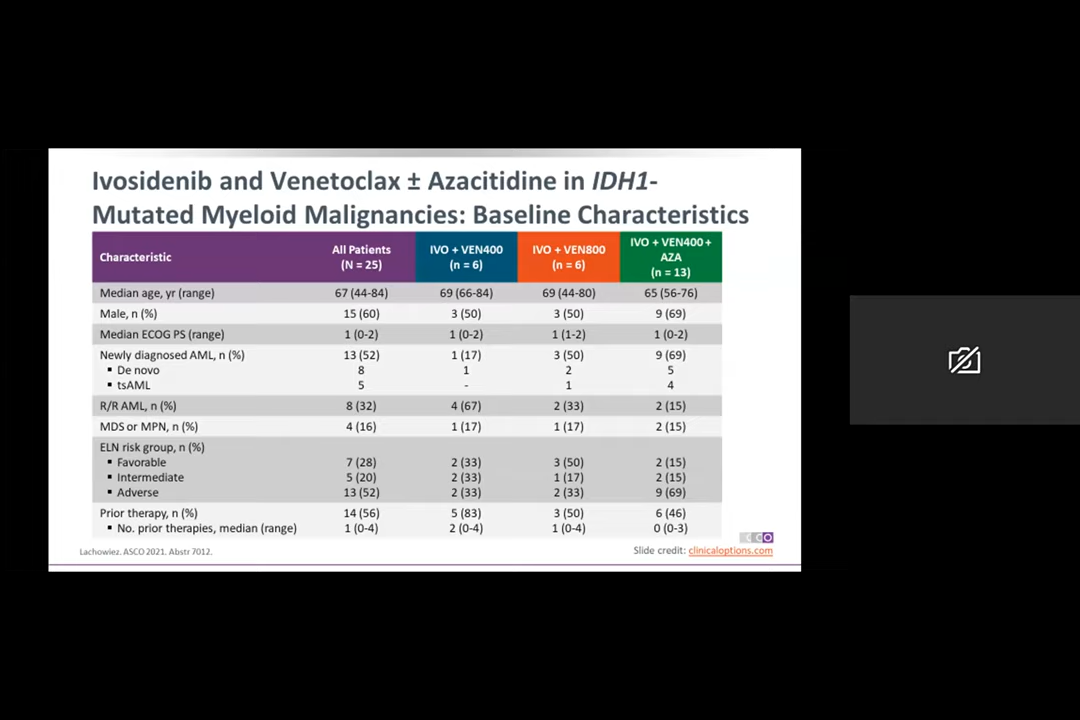 Ivosidenib and Venetoclax ± Azacitidine in IDH1-
Mutated Myeloid Malignancies: Baseline Characteristics
Characteristic All Patients (N = 25) IVO + VEN400 (n = 6) IVO + VEN800 (n = 6) IVO + VEN400 + AZA (n = 13)
Median age, yr (range) 67 (44-84) 69 (66-84) 69 (44-80) 65 (56-76)
Male, n (%) 15 (60) 3 (50) 3 (50) 9 (69)
Median ECOG PS (range) 1 (0-2) 1 (0-2) 1 (1-2) 1 (0-2)
Newly diagnosed AML, n (%) 13 (52) 1 (17) 3 (50) 9 (69)
▪ De novo 8 1 2 5
▪ tsAML 5 - 1 4
R/R AML, n (%) 8 (32) 4 (67) 2 (33) 2 (15)
MDS or MPN, n (%) 4 (16) 1 (17) 1 (17) 2 (15)
ELN risk group, n (%)
▪ Favorable 7 (28) 2 (33) 3 (50) 2 (15)
▪ Intermediate 5 (20) 2 (33) 1 (17) 2 (15)
▪ Adverse 13 (52) 2 (33) 2 (33) 9 (69)
Prior therapy, n (%) 14 (56) 5 (83) 3 (50) 6 (46)
▪ No. prior therapies, median (range) 1 (0-4) 2 (0-4) 1 (0-4) 0 (0-3)
Lachowiez. ASCO 2021. Abstr 7012.
Slide credit: clinicaloptions.com